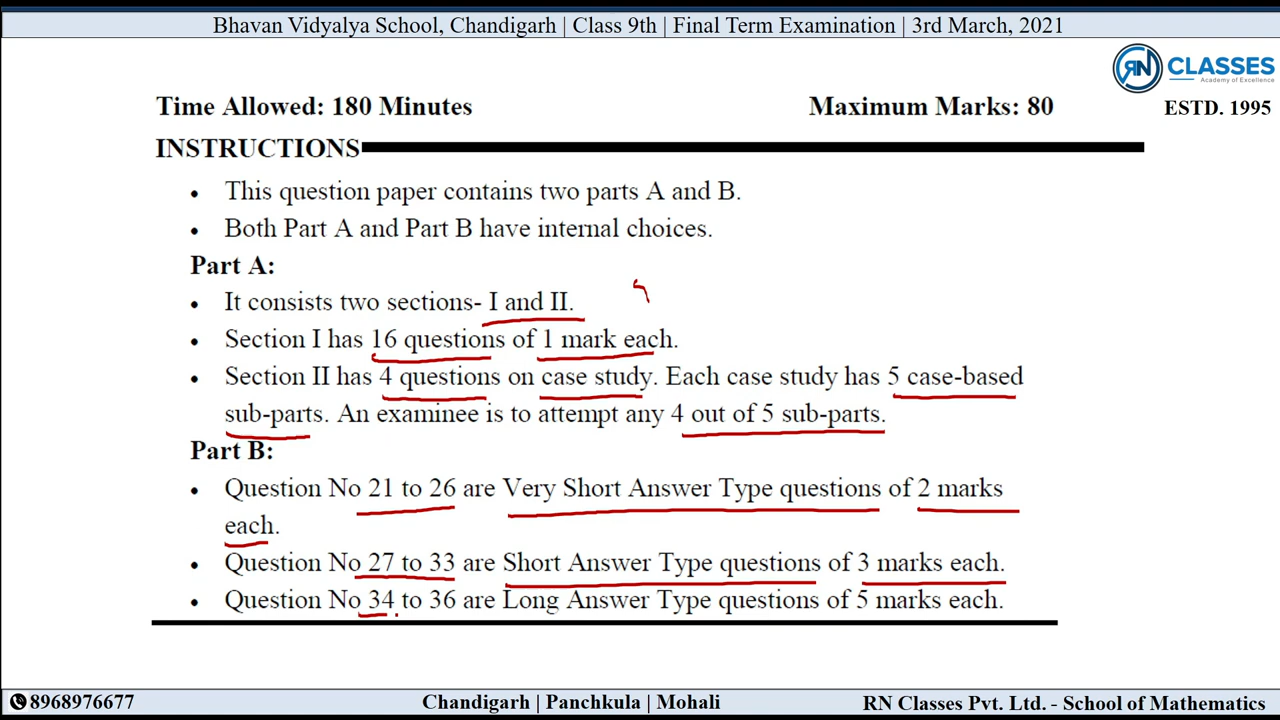 Bhavan Vidyalya School, Chandigarh | Class 9th | Final Term Examination | 3rd March, 2021
RN CLASSES
Academy of Excellence
ESTD. 1995
Time Allowed: 180 Minutes Maximum Marks: 80
INSTRUCTIONS
• This question paper contains two parts A and B.
• Both Part A and Part B have internal choices.
Part A:
• It consists two sections- I and II.
• Section I has 16 questions of 1 mark each.
• Section II has 4 questions on case study. Each case study has 5 case-based
sub-parts. An examinee is to attempt any 4 out of 5 sub-parts.
Part B:
• Question No 21 to 26 are Very Short Answer Type questions of 2 marks
each.
• Question No 27 to 33 are Short Answer Type questions of 3 marks each.
• Question No 34 to 36 are Long Answer Type questions of 5 marks each.
8968976677 Chandigarh | Panchkula | Mohali RN Classes Pvt. Ltd. - School of Mathematics